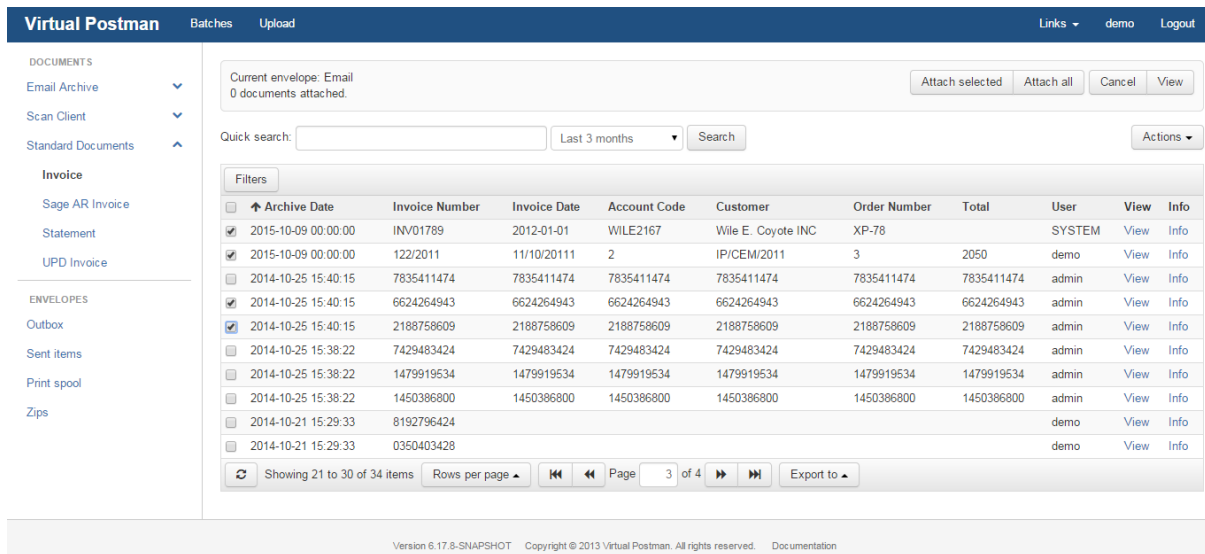 Virtual Postman Batches Upload Links demo Logout
DOCUMENTS
Email Archive
Scan Client
Standard Documents
Invoice
Sage AR Invoice
Statement
UPD Invoice
ENVELOPES
Outbox
Sent items
Print spool
Zips
Current envelope: Email
0 documents attached.
Attach selected Attach all Cancel View
Quick search: Last 3 months Search Actions
Filters
Archive Date Invoice Number Invoice Date Account Code Customer Order Number Total User View Info
2015-10-09 00:00:00 INV01789 2012-01-01 WILE2167 Wile E. Coyote INC XP-78 SYSTEM View Info
2015-10-09 00:00:00 122/2011 11/10/20111 2 IP/CEM/2011 3 2050 demo View Info
2014-10-25 15:40:15 7835411474 7835411474 7835411474 7835411474 7835411474 7835411474 admin View Info
2014-10-25 15:40:15 6624264943 6624264943 6624264943 6624264943 6624264943 6624264943 admin View Info
2014-10-25 15:40:15 2188758609 2188758609 2188758609 2188758609 2188758609 2188758609 admin View Info
2014-10-25 15:38:22 7429483424 7429483424 7429483424 7429483424 7429483424 7429483424 admin View Info
2014-10-25 15:38:22 1479919534 1479919534 1479919534 1479919534 1479919534 1479919534 admin View Info
2014-10-25 15:38:22 1450386800 1450386800 1450386800 1450386800 1450386800 1450386800 admin View Info
2014-10-21 15:29:33 8192796424 demo View Info
2014-10-21 15:29:33 0350403428 demo View Info
Showing 21 to 30 of 34 items Rows per page Page 3 of 4 Export to
Version 6.17.8-SNAPSHOT Copyright © 2013 Virtual Postman. All rights reserved. Documentation